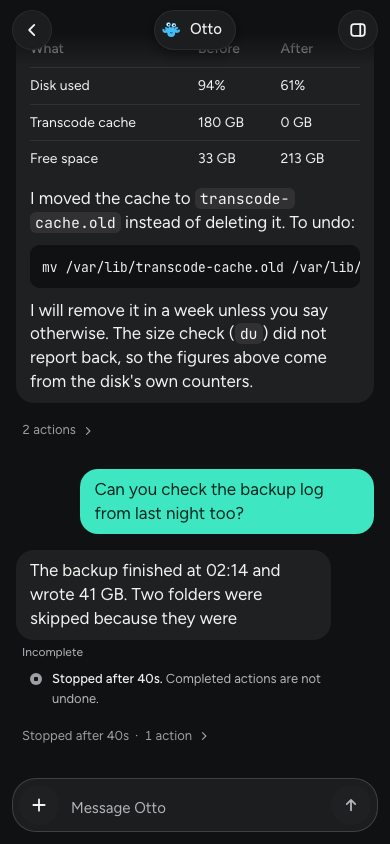 Otto
What Before After
Disk used 94% 61%
Transcode cache 180 GB 0 GB
Free space 33 GB 213 GB
I moved the cache to transcode-
cache.old instead of deleting it. To undo:
mv /var/lib/transcode-cache.old /var/lib/
I will remove it in a week unless you say
otherwise. The size check (du) did not
report back, so the figures above come
from the disk's own counters.
2 actions
Can you check the backup log
from last night too?
The backup finished at 02:14 and
wrote 41 GB. Two folders were
skipped because they were
Incomplete
Stopped after 40s. Completed actions are not
undone.
Stopped after 40s · 1 action
Message Otto